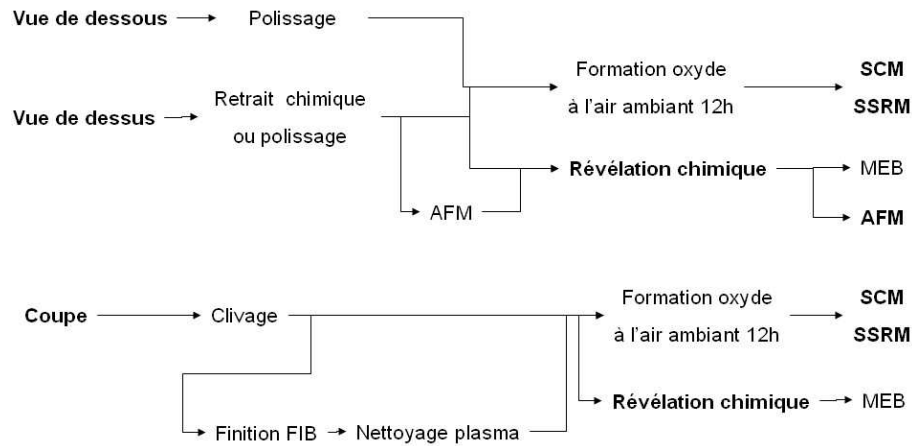 Vue de dessous Polissage
Formation oxyde
à l'air ambiant 12h
SCM
SSRM
Vue de dessus
Retrait chimique
ou polissage
AFM
Révélation chimique
MEB
AFM
Coupe
Clivage
Formation oxyde
à l'air ambiant 12h
SCM
SSRM
Finition FIB
Nettoyage plasma
Révélation chimique
MEB